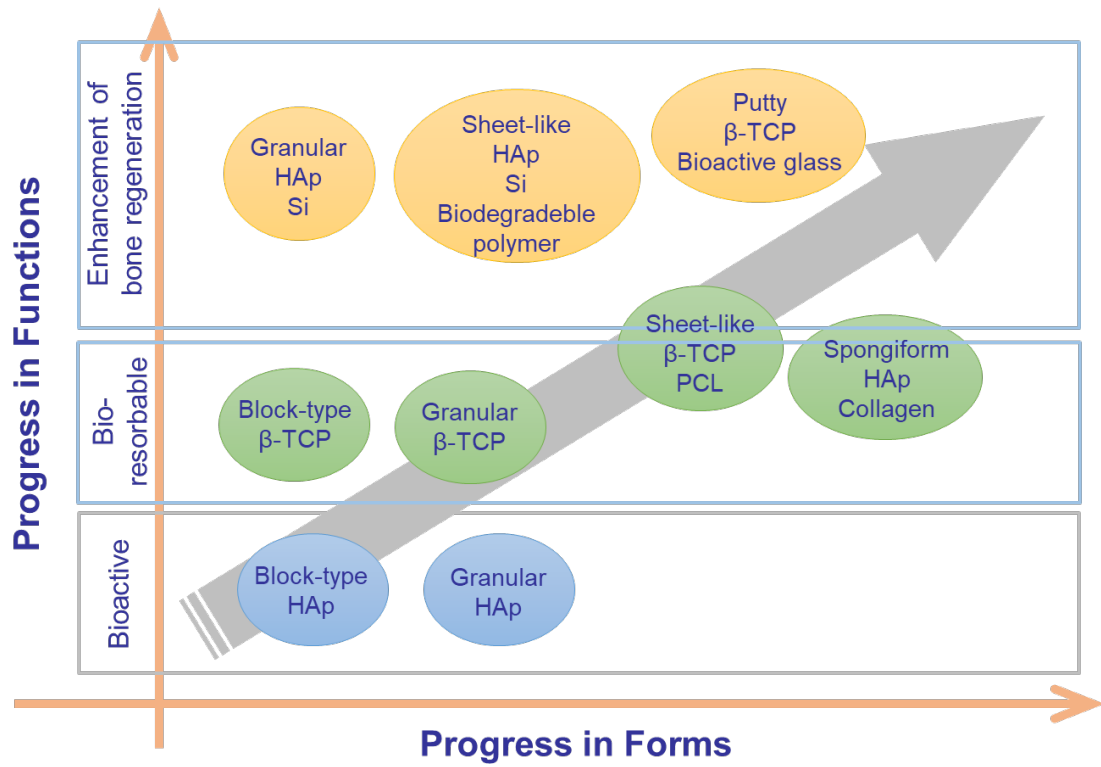 Progress in Functions
Enhancement of
bone regeneration
Granular
HAp
Si
Sheet-like
HAp
Si
Biodegradeble
polymer
Putty
β-TCP
Bioactive glass
Bio-
resorbable
Block-type
β-TCP
Granular
β-TCP
Sheet-like
β-TCP
PCL
Spongiform
HAp
Collagen
Bioactive
Block-type
HAp
Granular
HAp
Progress in Forms